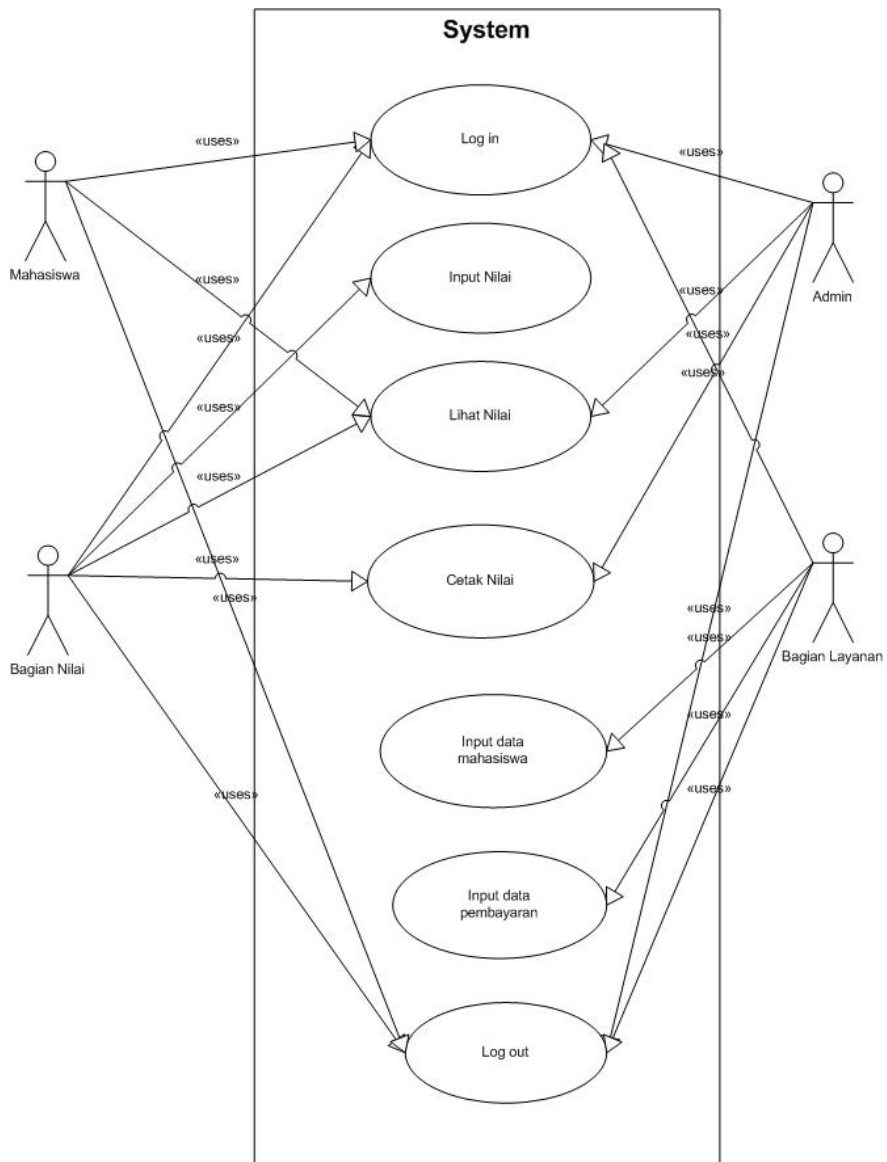 System
Log in
«uses»
«uses»
Mahasiswa
Admin
Input Nilai
«uses»
«uses»
«uses»
«uses»
«uses»
«uses»
Lihat Nilai
«uses»
«uses»
Cetak Nilai
«uses»
«uses»
«uses»
Bagian Nilai
Bagian Layanan
Input data
mahasiswa
«uses»
«uses»
«uses»
Input data
pembayaran
Log out